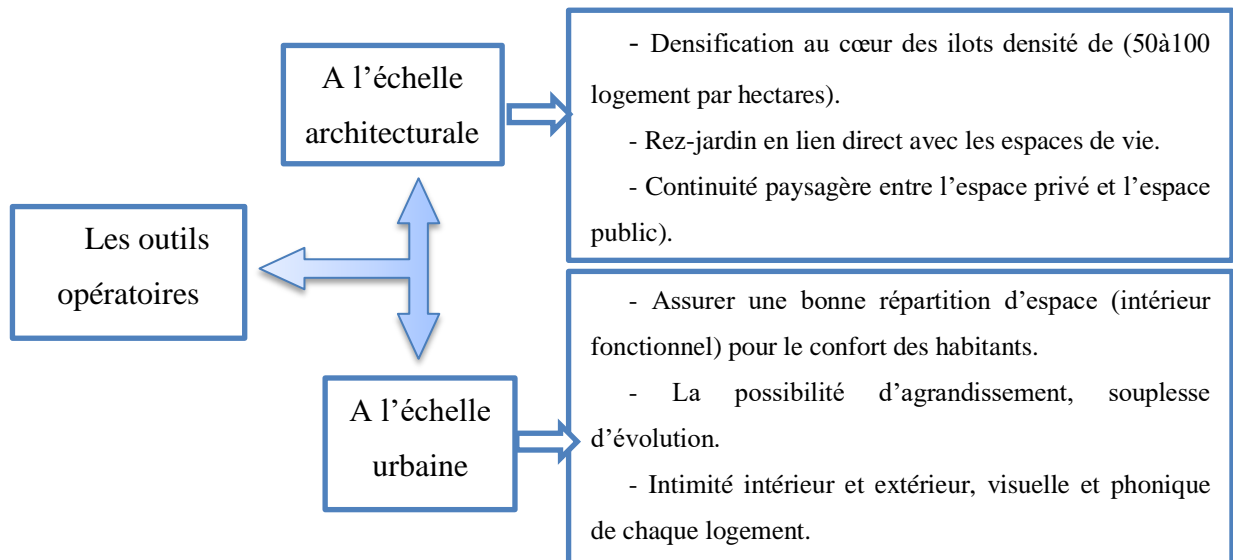 Les outils
opératoires
A l’échelle
architecturale
- Densification au cœur des ilots densité de (50à100
logement par hectares).
- Rez-jardin en lien direct avec les espaces de vie.
- Continuité paysagère entre l’espace privé et l’espace
public).
A l’échelle
urbaine
- Assurer une bonne répartition d’espace (intérieur
fonctionnel) pour le confort des habitants.
- La possibilité d’agrandissement, souplesse
d’évolution.
- Intimité intérieur et extérieur, visuelle et phonique
de chaque logement.